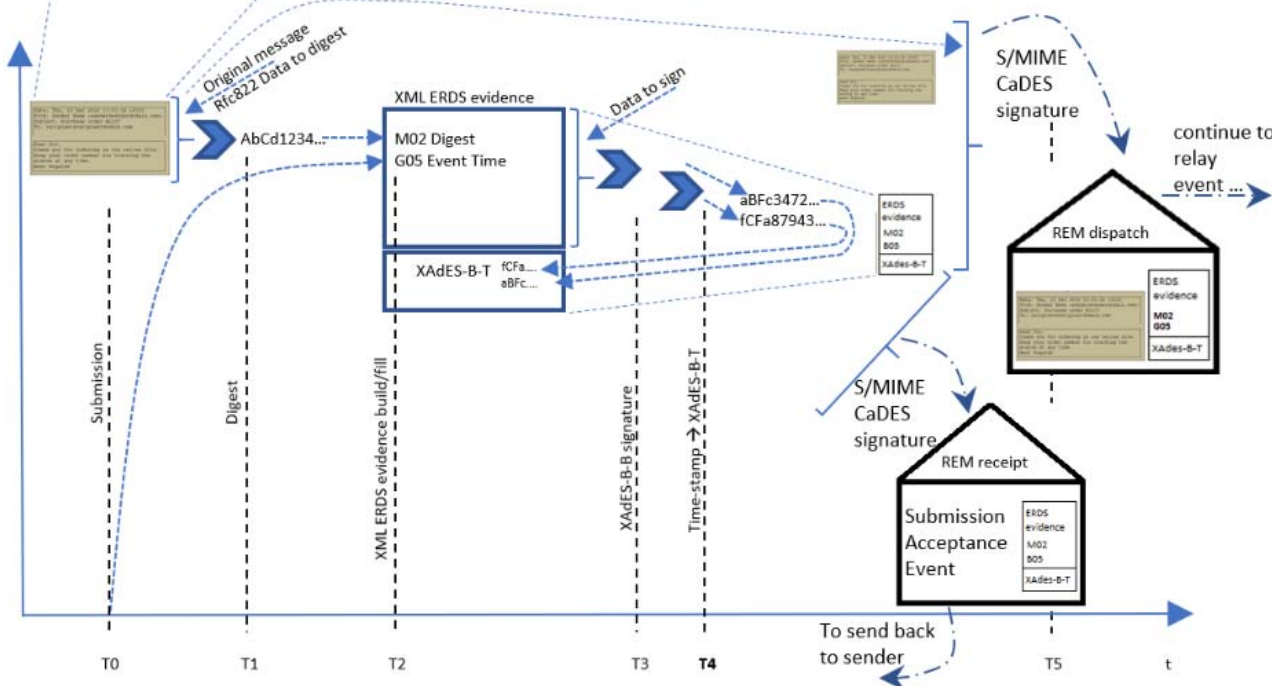 Original message
Rfc822 Data to digest
AbCd1234...
XML ERDS evidence
M02 Digest
G05 Event Time
XAdES-B-T
fCFa....
aBFc....
Data to sign
aBFc3472...
fCFa87943...
ERDS
evidence
M02
B05
XAdes-B-T
S/MIME
CaDES
signature
continue to
relay
event ...
REM dispatch
ERDS
evidence
M02
G05
XAdes-B-T
S/MIME
CaDES
signature
REM receipt
Submission
Acceptance
Event
ERDS
evidence
M02
B05
XAdes-B-T
To send back
to sender
Submission
Digest
XML ERDS evidence build/fill
XAdES-B-B signature
Time-stamp → XAdES-B-T
T0
T1
T2
T3
T4
T5
t